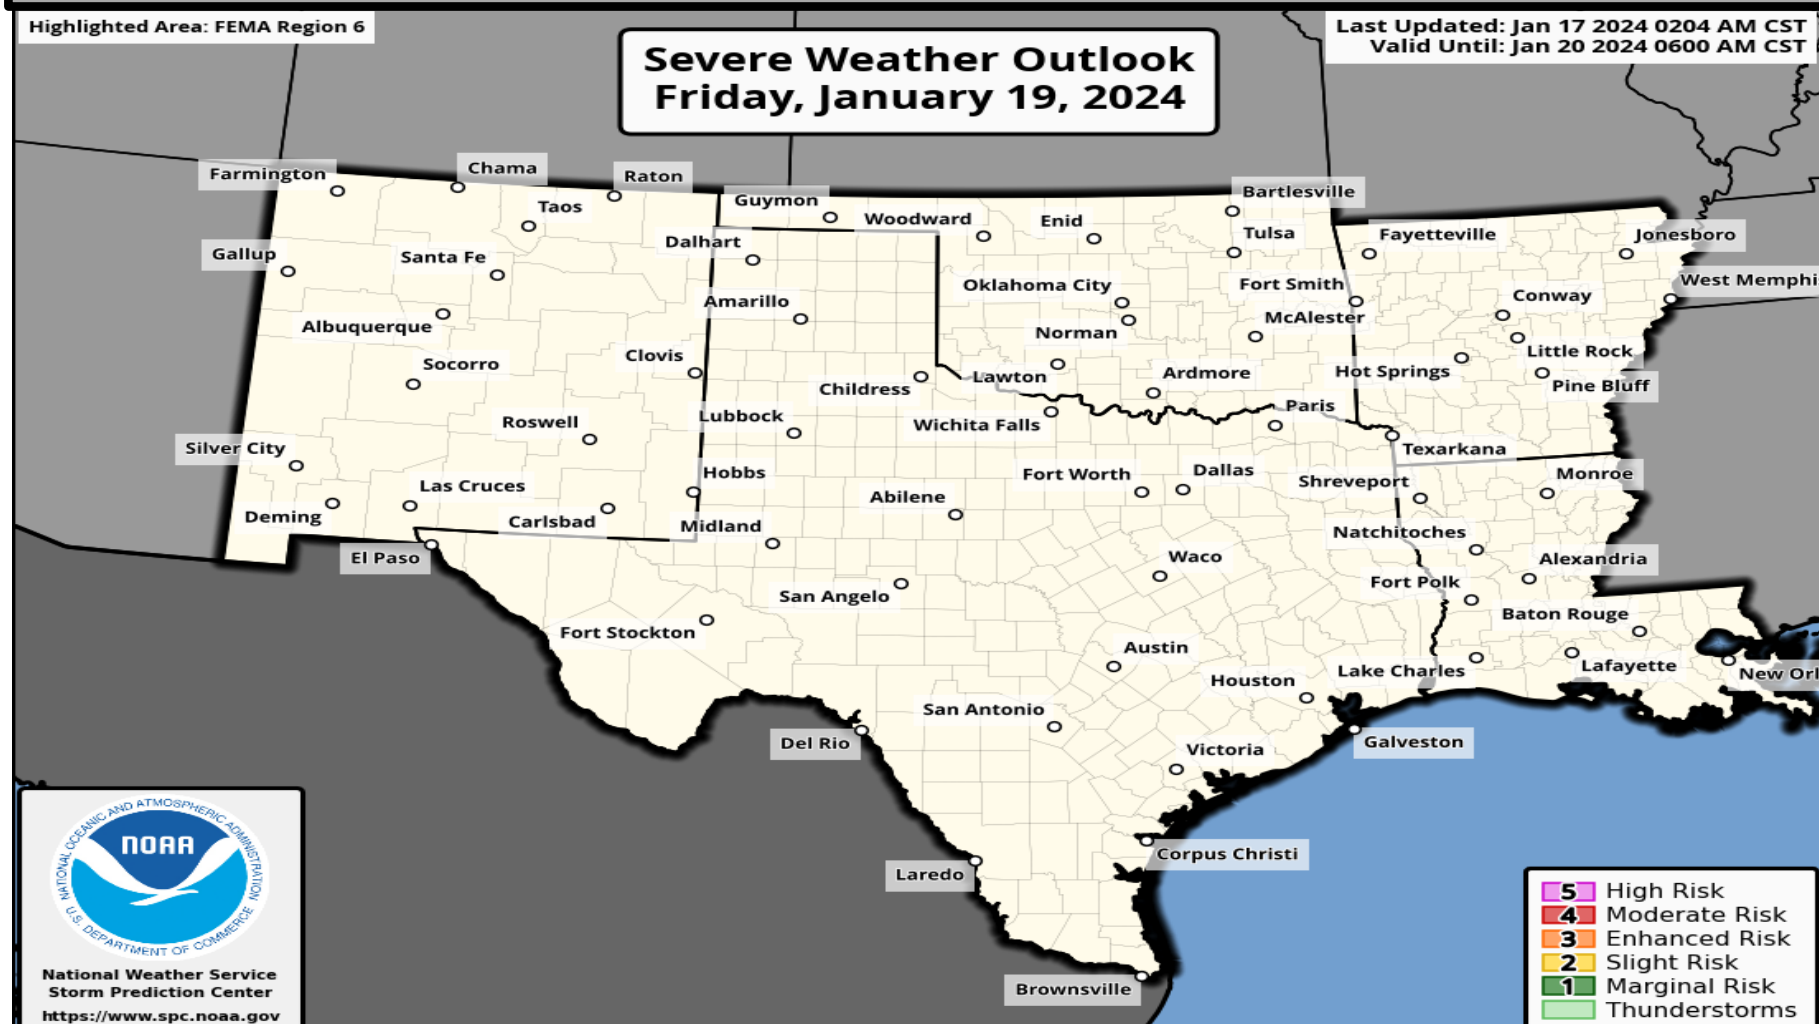 Highlighted Area: FEMA Region 6
Severe Weather Outlook
Friday, January 19, 2024
Last Updated: Jan 17 2024 0204 AM CST
Valid Until: Jan 20 2024 0600 AM CST
Farmington
Chama
Raton
Taos
Guymon
Woodward
Enid
Bartlesville
Gallup
Santa Fe
Dalhart
Tulsa
Fayetteville
Jonesboro
Albuquerque
Amarillo
Oklahoma City
Fort Smith
Conway
West Memphi
Norman
McAlester
Socorro
Clovis
Childress
Lawton
Ardmore
Hot Springs
Little Rock
Pine Bluff
Roswell
Lubbock
Wichita Falls
Paris
Texarkana
Silver City
Las Cruces
Hobbs
Abilene
Fort Worth
Dallas
Shreveport
Monroe
Deming
Carlsbad
Midland
Natchitoches
El Paso
Waco
Alexandria
San Angelo
Fort Polk
Fort Stockton
Baton Rouge
Austin
Houston
Lake Charles
Lafayette
New Orl
San Antonio
Del Rio
Victoria
Galveston
Laredo
Corpus Christi
Brownsville
NATIONAL OCEANIC AND ATMOSPHERIC ADMINISTRATION
NOAA
U.S. DEPARTMENT OF COMMERCE
National Weather Service
Storm Prediction Center
https://www.spc.noaa.gov
5 High Risk
4 Moderate Risk
3 Enhanced Risk
2 Slight Risk
1 Marginal Risk
Thunderstorms